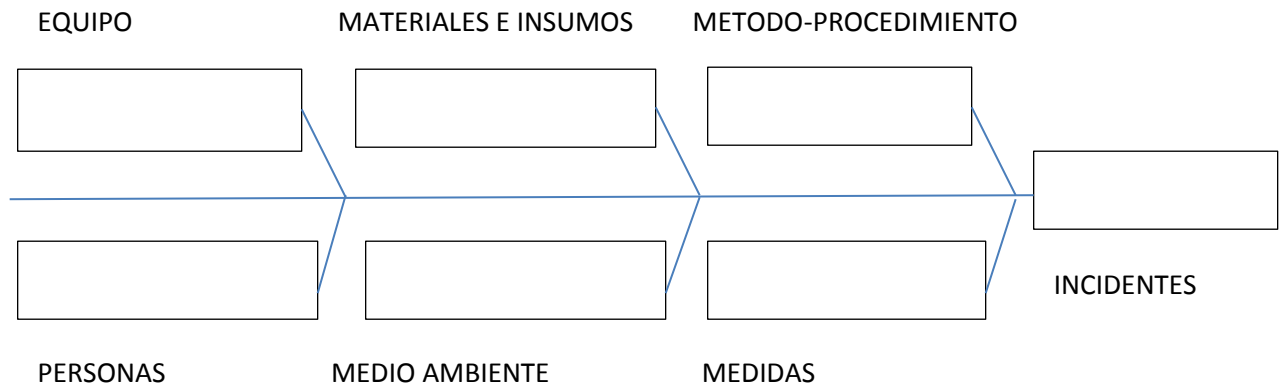 EQUIPO MATERIALES E INSUMOS METODO-PROCEDIMIENTO
INCIDENTES
PERSONAS MEDIO AMBIENTE MEDIDAS